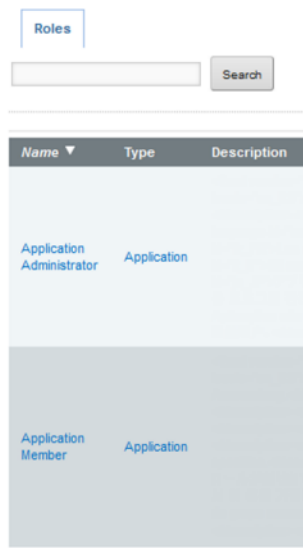 Roles
Search
Name ▼ Type Description
Application
Administrator Application
Application
Member Application